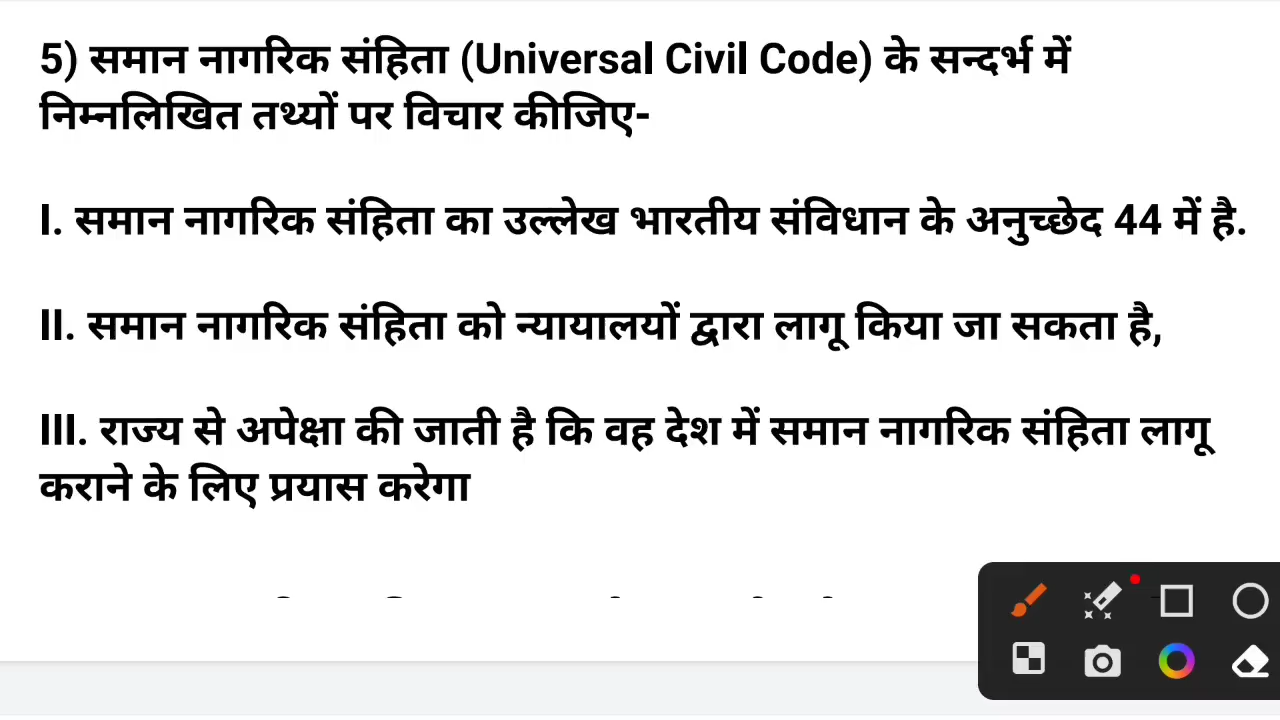 5) समान नागरिक संहिता (Universal Civil Code) के सन्दर्भ में
निम्नलिखित तथ्यों पर विचार कीजिए-
I. समान नागरिक संहिता का उल्लेख भारतीय संविधान के अनुच्छेद 44 में है.
II. समान नागरिक संहिता को न्यायालयों द्वारा लागू किया जा सकता है,
III. राज्य से अपेक्षा की जाती है कि वह देश में समान नागरिक संहिता लागू
कराने के लिए प्रयास करेगा